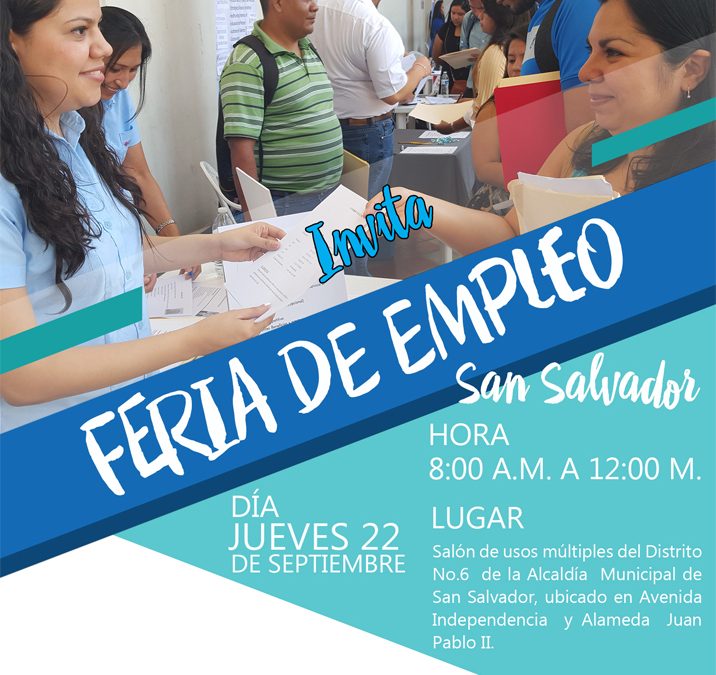 Invita
FERIA DE EMPLEO
San Salvador
HORA
8:00 A.M. A 12:00 M.
DÍA
JUEVES 22
DE SEPTIEMBRE
LUGAR
Salón de usos múltiples del Distrito
No.6 de la Alcaldía Municipal de
San Salvador, ubicado en Avenida
Independencia y Alameda Juan
Pablo II.